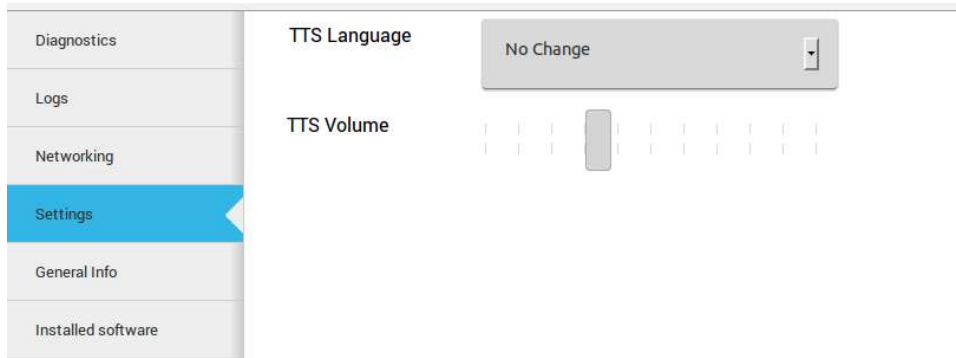 Diagnostics
Logs
Networking
Settings
General Info
Installed software
TTS Language
No Change
TTS Volume